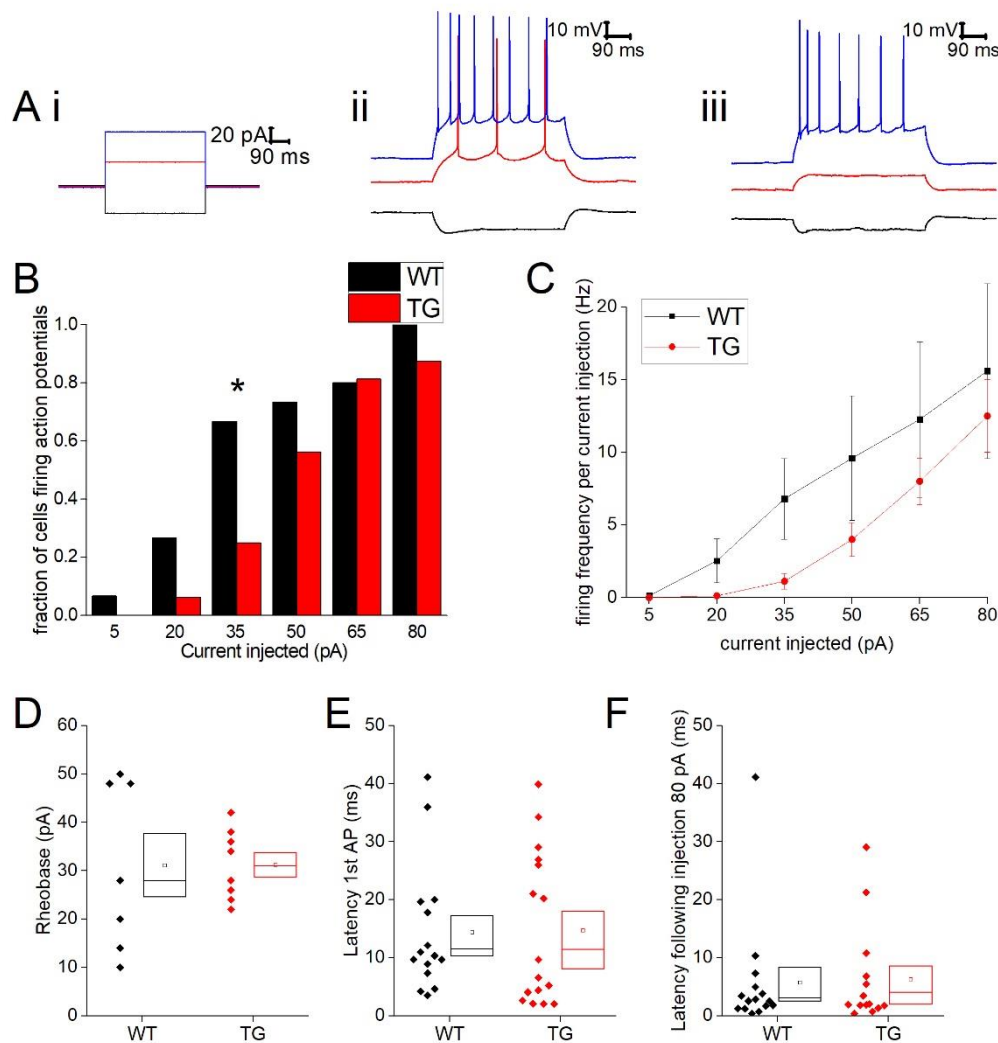 A i
20 pA
90 ms
ii
10 mV
90 ms
iii
10 mV
90 ms
B
WT
TG
*
fraction of cells firing action potentials
1.0
0.8
0.6
0.4
0.2
0.0
5 20 35 50 65 80
Current injected (pA)
C
WT
TG
firing frequency per current injection (Hz)
20
15
10
5
0
5 20 35 50 65 80
current injected (pA)
D
Rheobase (pA)
60
50
40
30
20
10
0
WT TG
E
Latency 1st AP (ms)
50
40
30
20
10
0
WT TG
F
Latency following injection 80 pA (ms)
50
40
30
20
10
0
WT TG